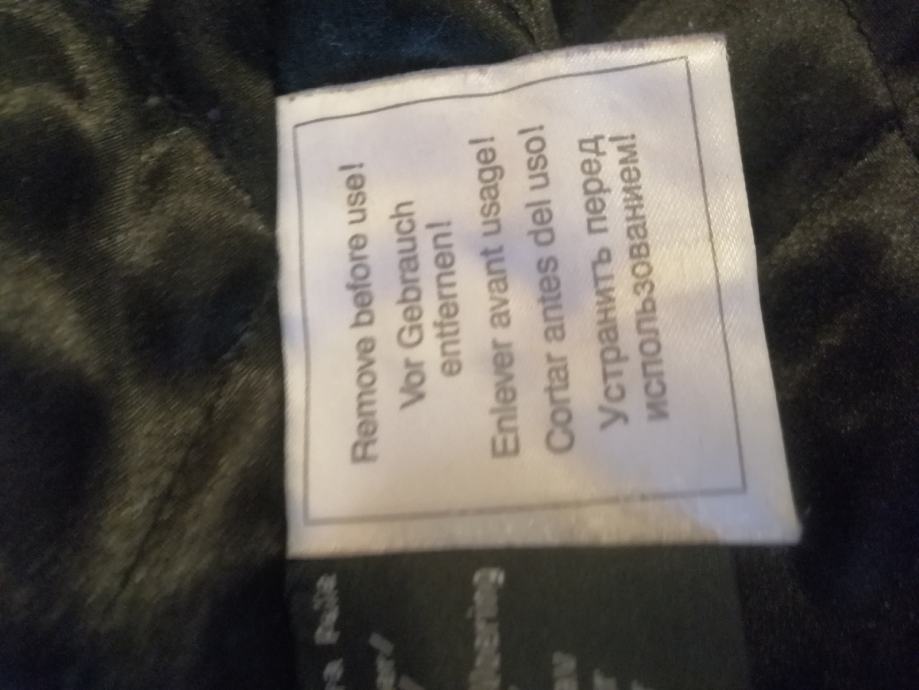 Remove before use!
Vor Gebrauch
entfernen!
Enlever avant usage!
Cortar antes del uso!
Устранить перед
использованием!